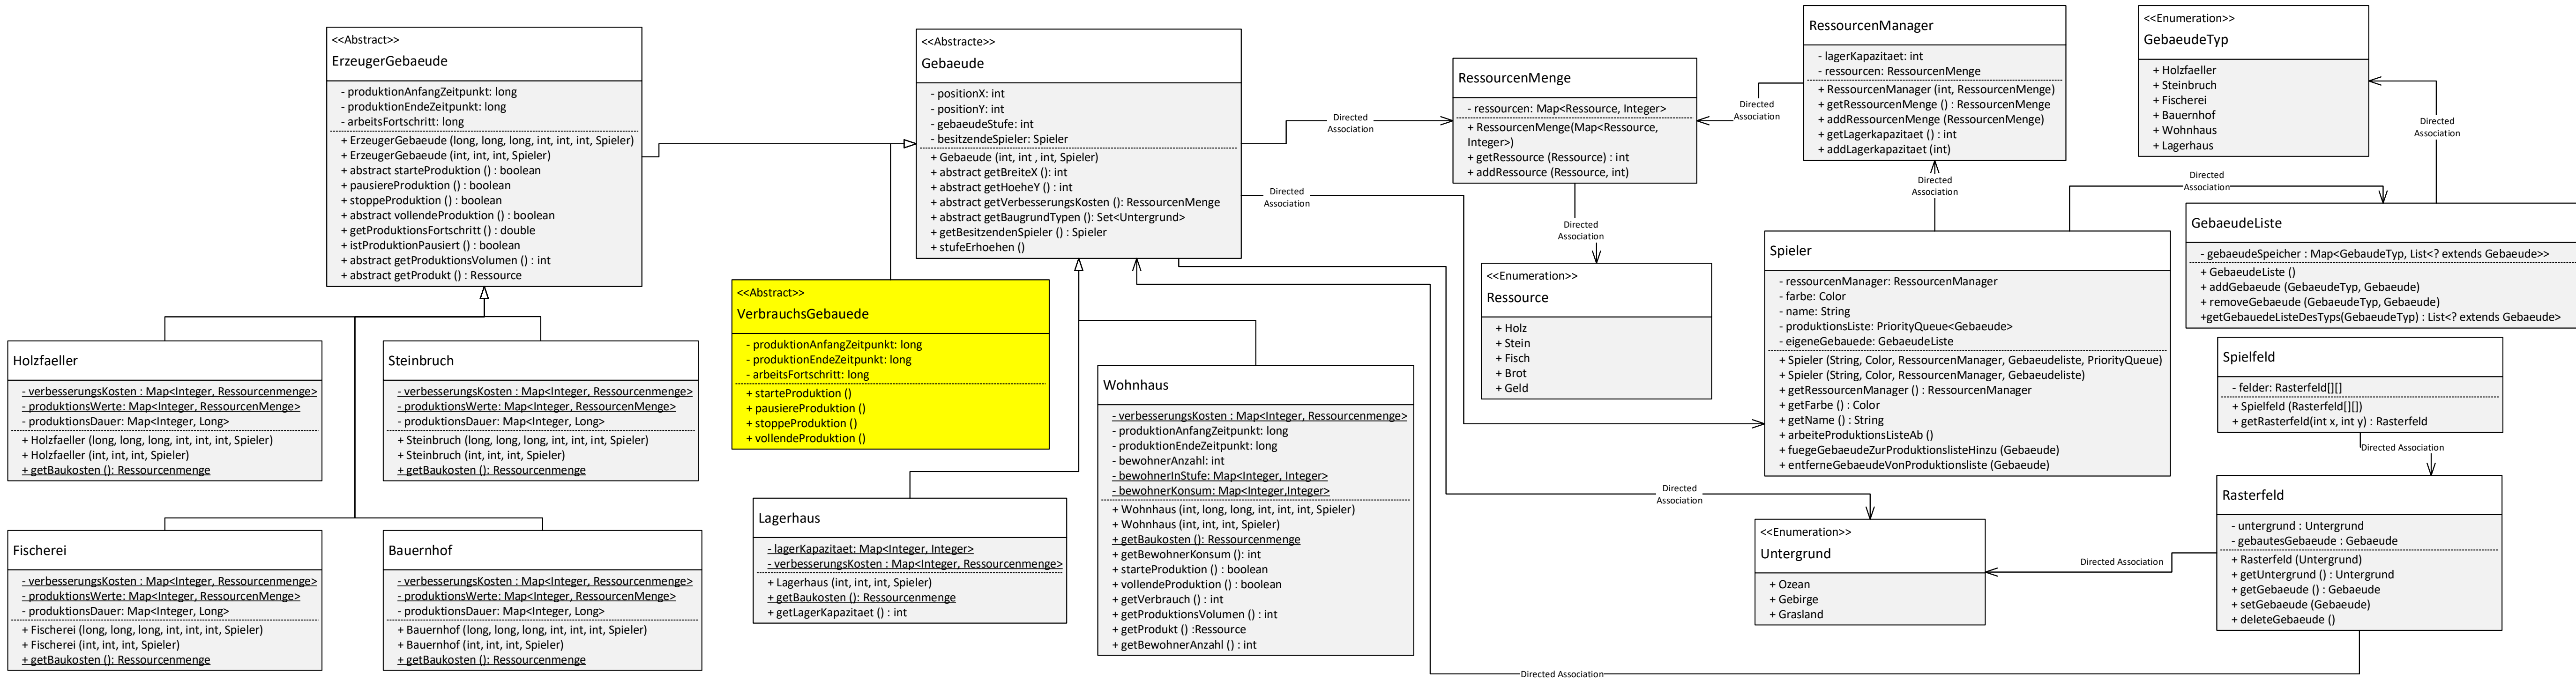 <<Abstract>>
ErzeugerGebaeude
- produktionAnfangZeitpunkt: long
- produktionEndeZeitpunkt: long
- arbeitsFortschritt: long
+ ErzeugerGebaeude (long, long, long, int, int, int, Spieler)
+ ErzeugerGebaeude (int, int, int, Spieler)
+ abstract starteProduktion () : boolean
+ pausiereProduktion () : boolean
+ stoppeProduktion () : boolean
+ abstract vollendeProduktion () : boolean
+ getProduktionsFortschritt () : double
+ istProduktionPausiert () : boolean
+ abstract getProduktionsVolumen () : int
+ abstract getProdukt () : Ressource
<<Abstracte>>
Gebaeude
- positionX: int
- positionY: int
- gebaeudeStufe: int
- besitzendeSpieler: Spieler
+ Gebaeude (int, int , int, Spieler)
+ abstract getBreiteX (): int
+ abstract getHoeheY () : int
+ abstract getVerbesserungsKosten (): RessourcenMenge
+ abstract getBaugrundTypen (): Set<Untergrund>
+ getBesitzendenSpieler () : Spieler
+ stufeErhoehen ()
Directed
Association
Directed
Association
RessourcenMenge
- ressourcen: Map<Ressource, Integer>
+ RessourcenMenge(Map<Ressource,
Integer>)
+ getRessource (Ressource) : int
+ addRessource (Ressource, int)
Directed
Association
Directed
Association
RessourcenManager
- lagerKapazitaet: int
- ressourcen: RessourcenMenge
+ RessourcenManager (int, RessourcenMenge)
+ getRessourcenMenge () : RessourcenMenge
+ addRessourcenMenge (RessourcenMenge)
+ getLagerkapazitaet () : int
+ addLagerkapazitaet (int)
Directed
Association
<<Enumeration>>
GebaeudeTyp
+ Holzfaeller
+ Steinbruch
+ Fischerei
+ Bauernhof
+ Wohnhaus
+ Lagerhaus
Directed
Association
Directed
Association
GebaeudeListe
- gebaeudeSpeicher : Map<GebaudeTyp, List<? extends Gebaeude>>
+ GebaeudeListe ()
+ addGebaeude (GebaeudeTyp, Gebaeude)
+ removeGebaeude (GebaeudeTyp, Gebaeude)
+getGebaeudeListeDesTyps(GebaeudeTyp) : List<? extends Gebaeude>
<<Enumeration>>
Ressource
+ Holz
+ Stein
+ Fisch
+ Brot
+ Geld
Spieler
- ressourcenManager: RessourcenManager
- farbe: Color
- name: String
- produktionsListe: PriorityQueue<Gebaeude>
- eigeneGebauede: GebaeudeListe
+ Spieler (String, Color, RessourcenManager, Gebaeudeliste, PriorityQueue)
+ Spieler (String, Color, RessourcenManager, Gebaeudeliste)
+ getRessourcenManager () : RessourcenManager
+ getFarbe () : Color
+ getName () : String
+ arbeiteProduktionsListeAb ()
+ fuegeGebaeudeZurProduktionslisteHinzu (Gebaeude)
+ entferneGebaeudeVonProduktionsliste (Gebaeude)
<<Abstract>>
VerbrauchsGebauede
- produktionAnfangZeitpunkt: long
- produktionEndeZeitpunkt: long
- arbeitsFortschritt: long
+ starteProduktion ()
+ pausiereProduktion ()
+ stoppeProduktion ()
+ vollendeProduktion ()
Holzfaeller
- verbesserungsKosten : Map<Integer, Ressourcenmenge>
- produktionsWerte: Map<Integer, RessourcenMenge>
- produktionsDauer: Map<Integer, Long>
+ Holzfaeller (long, long, long, int, int, int, Spieler)
+ Holzfaeller (int, int, int, Spieler)
+ getBaukosten (): Ressourcenmenge
Steinbruch
- verbesserungsKosten : Map<Integer, Ressourcenmenge>
- produktionsWerte: Map<Integer, RessourcenMenge>
- produktionsDauer: Map<Integer, Long>
+ Steinbruch (long, long, long, int, int, int, Spieler)
+ Steinbruch (int, int, int, Spieler)
+ getBaukosten (): Ressourcenmenge
Wohnhaus
- verbesserungsKosten: Map<Integer, Ressourcenmenge>
- produktionAnfangZeitpunkt: long
- produktionEndeZeitpunkt: long
- bewohnerAnzahl: int
- bewohnerInStufe: Map<Integer, Integer>
- bewohnerKonsum: Map<Integer,Integer>
+ Wohnhaus (int, long, long, int, int, int, Spieler)
+ Wohnhaus (int, int, int, Spieler)
+ getBaukosten (): Ressourcenmenge
+ getBewohnerKonsum (): int
+ starteProduktion () : boolean
+ vollendeProduktion () : boolean
+ getVerbrauch () : int
+ getProduktionsVolumen () : int
+ getProdukt () :Ressource
+ getBewohnerAnzahl () : int
Spielfeld
- felder: Rasterfeld[][]
+ Spielfeld (Rasterfeld[][])
+ getRasterfeld(int x, int y) : Rasterfeld
Directed Association
Fischerei
- verbesserungsKosten : Map<Integer, Ressourcenmenge>
- produktionsWerte: Map<Integer, RessourcenMenge>
- produktionsDauer: Map<Integer, Long>
+ Fischerei (long, long, long, int, int, int, Spieler)
+ Fischerei (int, int, int, Spieler)
+ getBaukosten (): Ressourcenmenge
Bauernhof
- verbesserungsKosten : Map<Integer, Ressourcenmenge>
- produktionsWerte: Map<Integer, RessourcenMenge>
- produktionsDauer: Map<Integer, Long>
+ Bauernhof (long, long, long, int, int, int, Spieler)
+ Bauernhof (int, int, int, Spieler)
+ getBaukosten (): Ressourcenmenge
Lagerhaus
- lagerKapazitaet: Map<Integer, Integer>
- verbesserungsKosten: Map<Integer, Ressourcenmenge>
+ Lagerhaus (int, int, int, Spieler)
+ getBaukosten (): Ressourcenmenge
+ getLagerKapazitaet () : int
Directed
Association
<<Enumeration>>
Untergrund
+ Ozean
+ Gebirge
+ Grasland
Directed Association
Rasterfeld
- untergrund : Untergrund
- gebautesGebaeude : Gebaeude
+ Rasterfeld (Untergrund)
+ getUntergrund () : Untergrund
+ getGebaeude () : Gebaeude
+ setGebaeude (Gebaeude)
+ deleteGebaeude ()
Directed Association